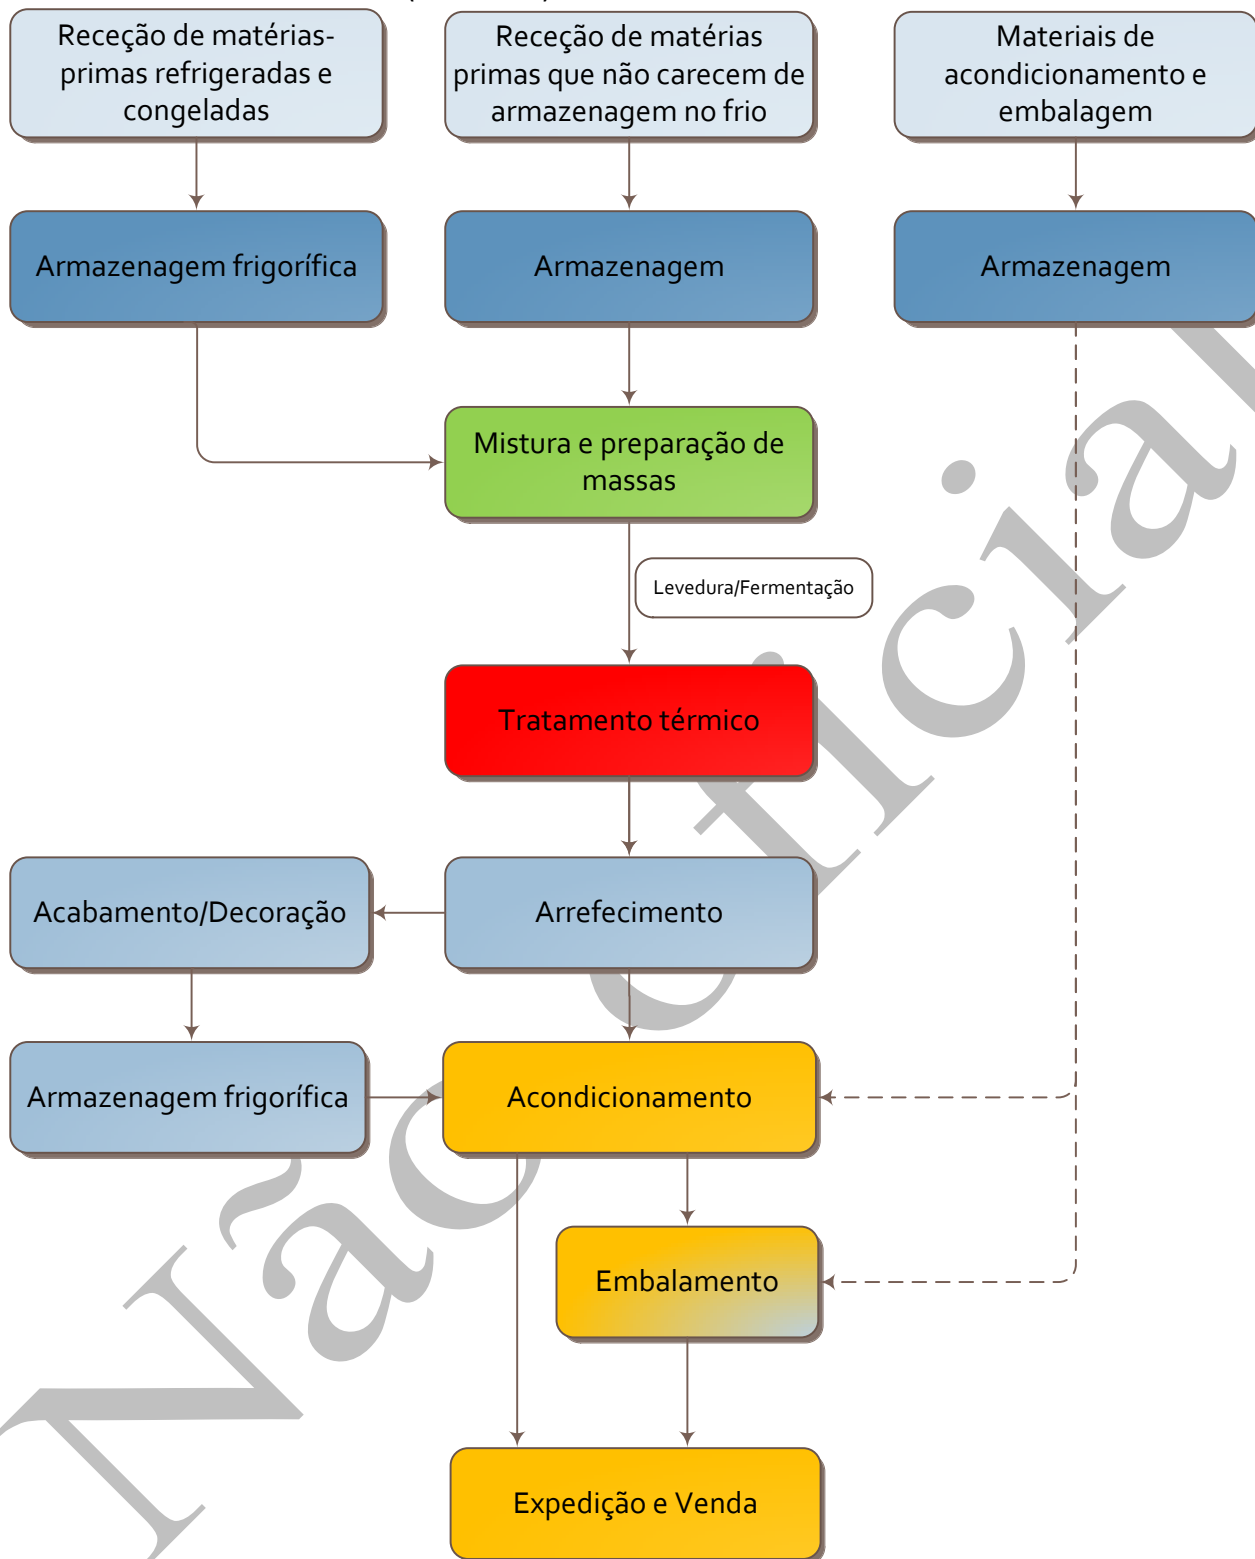 Receção de matérias-
primas refrigeradas e
congeladas
Receção de matérias
primas que não carecem de
armazenagem no frio
Materiais de
acondicionamento e
embalagem
Armazenagem frigorífica
Armazenagem
Armazenagem
Mistura e preparação de
massas
Levedura/Fermentação
Tratamento térmico
Acabamento/Decoração
Arrefecimento
Armazenagem frigorífica
Acondicionamento
Embalamento
Expedição e Venda
Não oficial